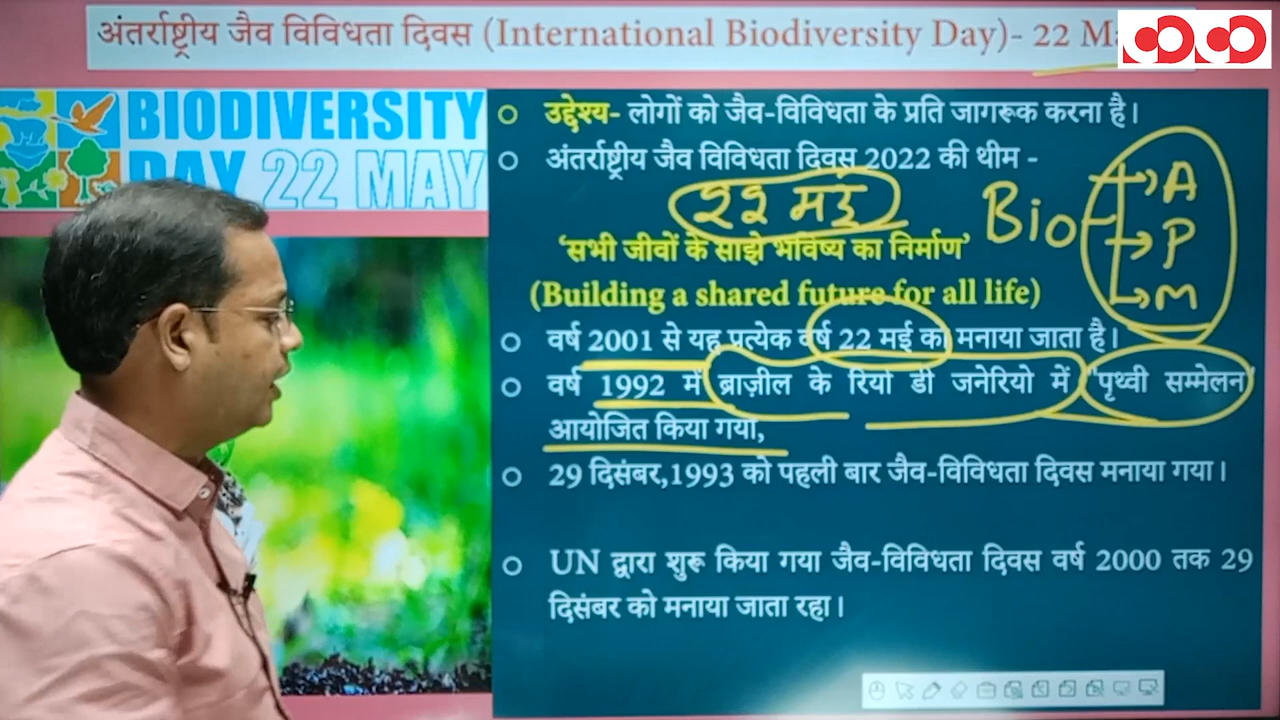 अंतर्राष्ट्रीय जैव विविधता दिवस (International Biodiversity Day)- 22
BIODIVERSITY
DAY 22 MAY
उद्देश्य- लोगों को जैव-विविधता के प्रति जागरूक करना है।
अंतर्राष्ट्रीय जैव विविधता दिवस 2022 की थीम -
२२ मई
Bio
A
P
M
‘सभी जीवों के साझे भविष्य का निर्माण’
(Building a shared future for all life)
वर्ष 2001 से यह प्रत्येक वर्ष 22 मई को मनाया जाता है।
वर्ष 1992 में ब्राज़ील के रियो डी जनेरियो में ‘पृथ्वी सम्मेलन’
आयोजित किया गया,
29 दिसंबर,1993 को पहली बार जैव-विविधता दिवस मनाया गया।
UN द्वारा शुरू किया गया जैव-विविधता दिवस वर्ष 2000 तक 29
दिसंबर को मनाया जाता रहा।